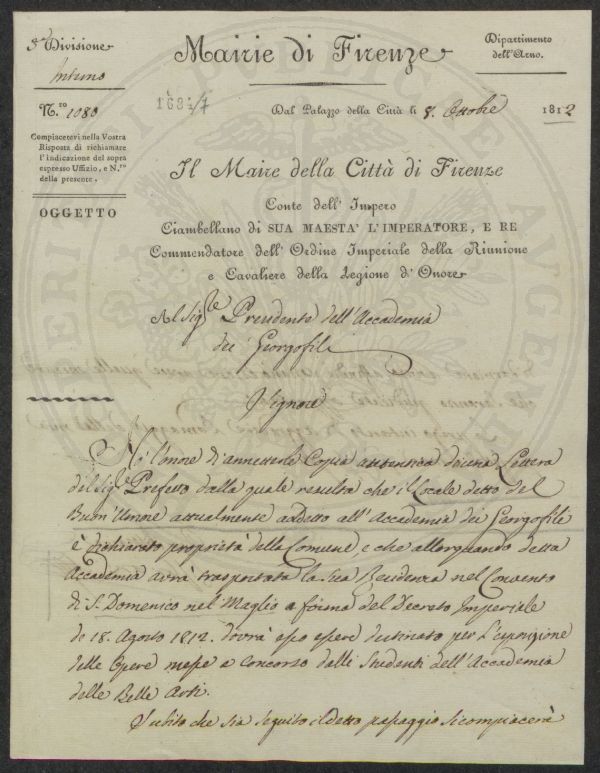 3ª Divisione
Interno
Mairie di Firenze
Dipartimento
dell'Arno.
N.ro 1080
1681/7
Dal Palazzo della Città li 8. Ottobre 1812
Compiacetevi nella Vostra
Risposta di richiamare
l'indicazione del sopra
espresso Uffizio, e N.ro
della presente.
OGGETTO
Il Maire della Città di Firenze
Conte dell'Impero
Ciambellano di SUA MAESTA' L'IMPERATORE, E RE
Commendatore dell'Ordine Imperiale della Riunione
e Cavaliere della Legione d'Onore
Al Sig.re Presidente dell'Accademia
dei Georgofili
Signore
Ho l'onore di annetterle Copia autentica di una Lettera
del Sig.re Prefetto dalla quale resulta che il Locale detto del
Buon'Umore attualmente addetto all'Accademia dei Georgofili
è dichiarato proprietà della Comune, e che allorquando detta
Accademia avrà trasportata la sua Residenza nel Convento
di S. Domenico nel Maglio a forma del Decreto Imperiale
de 18. Agosto 1812. dovrà esso essere destinato per l'esposizione
delle Opere messe a concorso dalli Studenti dell'Accademia
delle Belle Arti.
Subito che sia seguito il detto passaggio si compiacerà